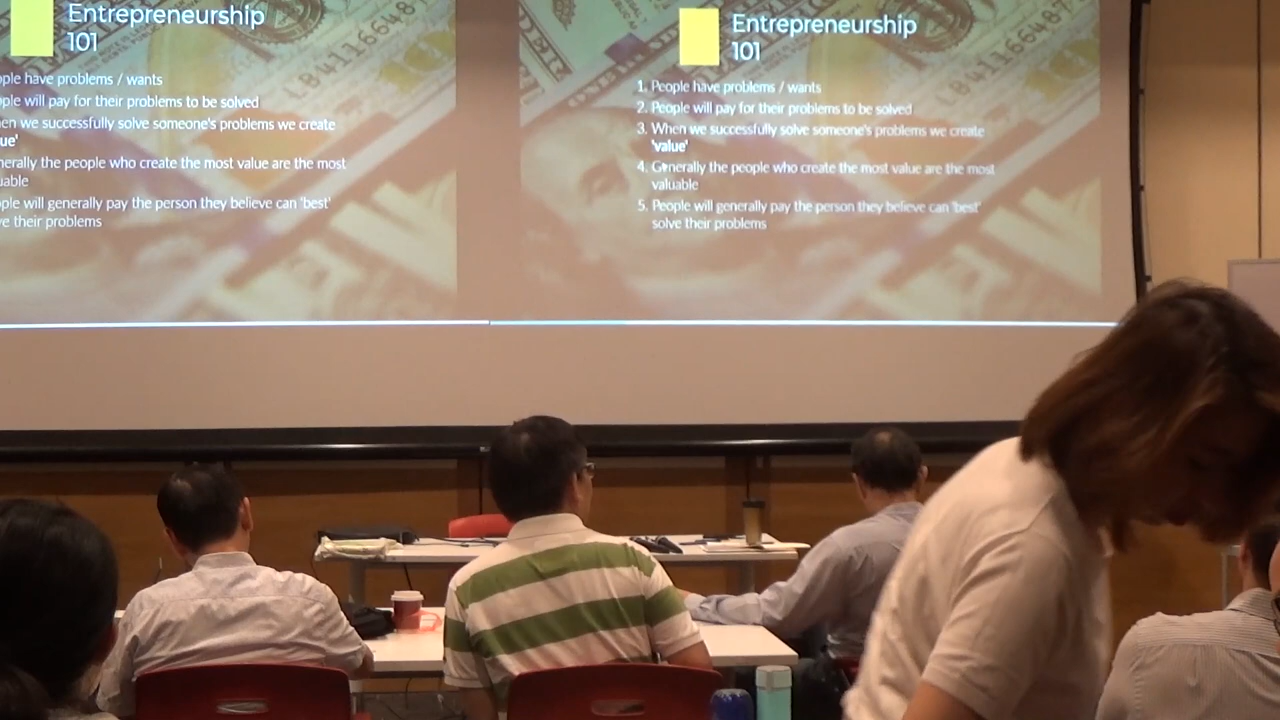 Entrepreneurship
101
ople have problems / wants
ople will pay for their problems to be solved
en we successfully solve someone's problems we create
ue'
nerally the people who create the most value are the most
uable
ople will generally pay the person they believe can 'best'
ve their problems
Entrepreneurship
101
1. People have problems / wants
2. People will pay for their problems to be solved
3. When we successfully solve someone's problems we create
'value'
4. Generally the people who create the most value are the most
valuable
5. People will generally pay the person they believe can 'best'
solve their problems
LB41166487